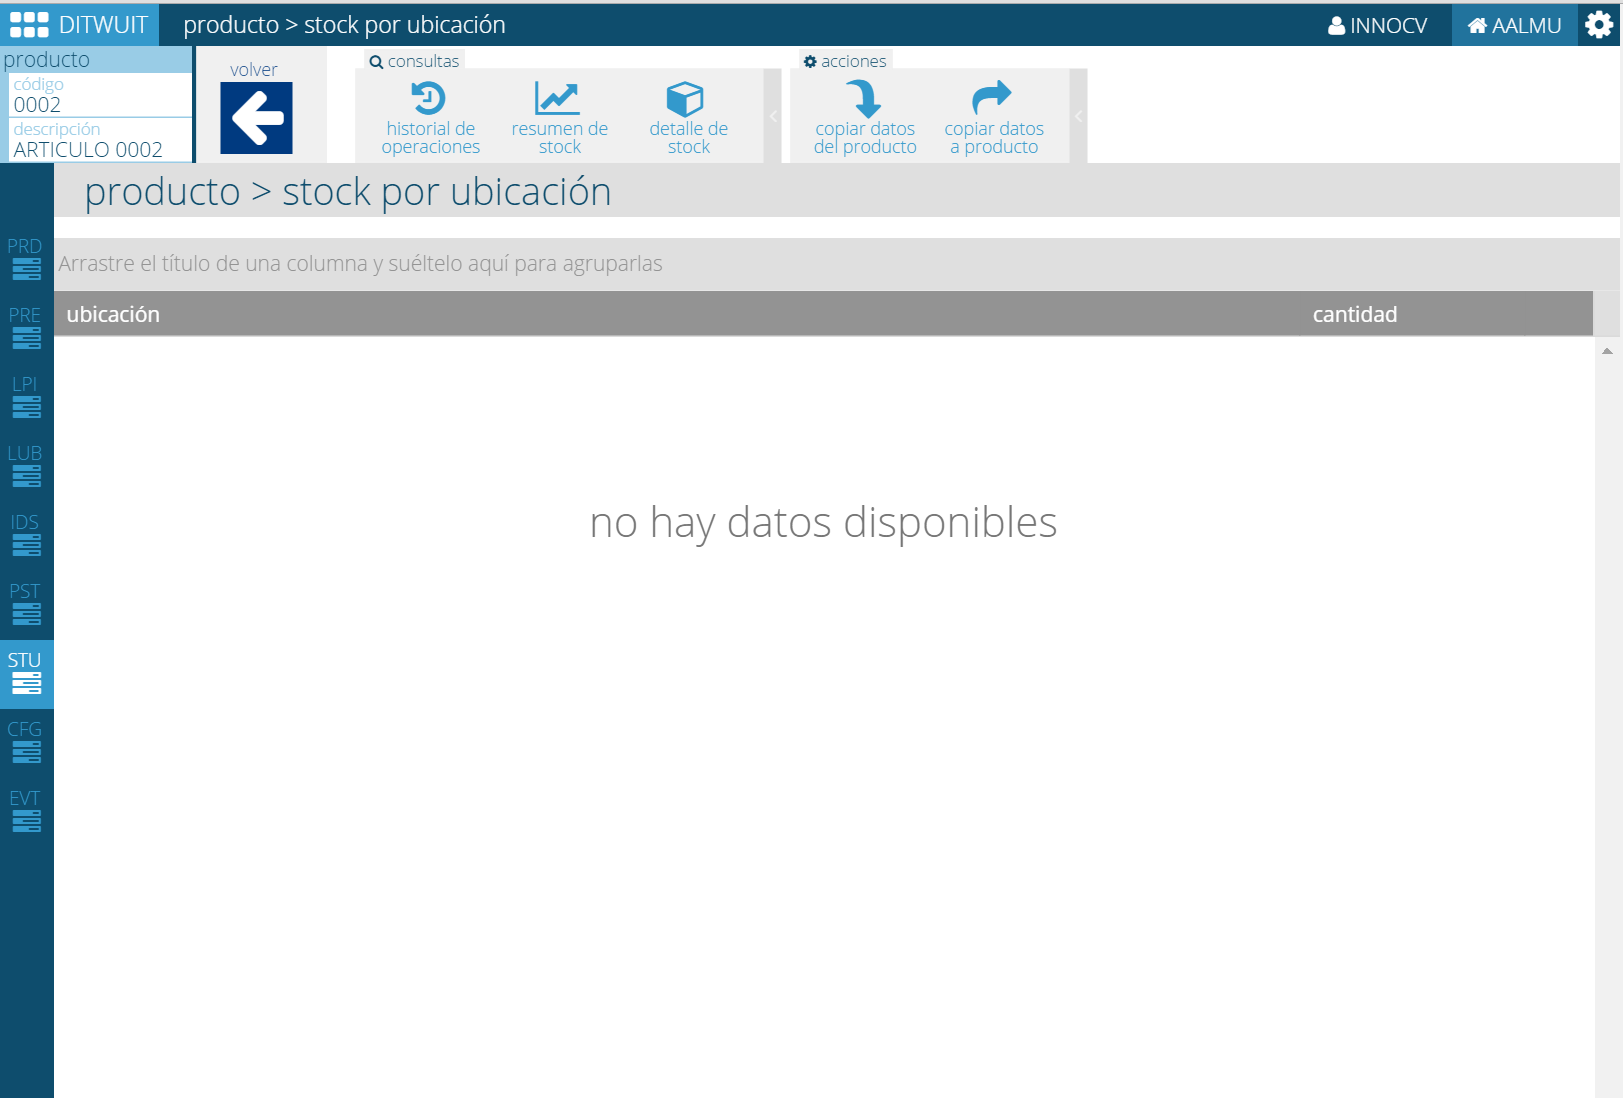 DITWUIT
producto > stock por ubicación
INNOCV
AALMU
producto
código
0002
descripción
ARTICULO 0002
volver
consultas
historial de
operaciones
resumen de
stock
detalle de
stock
acciones
copiar datos
del producto
copiar datos
a producto
producto > stock por ubicación
PRD
PRE
LPI
LUB
IDS
PST
STU
CFG
EVT
Arrastre el título de una columna y suéltelo aquí para agruparlas
ubicación
cantidad
no hay datos disponibles